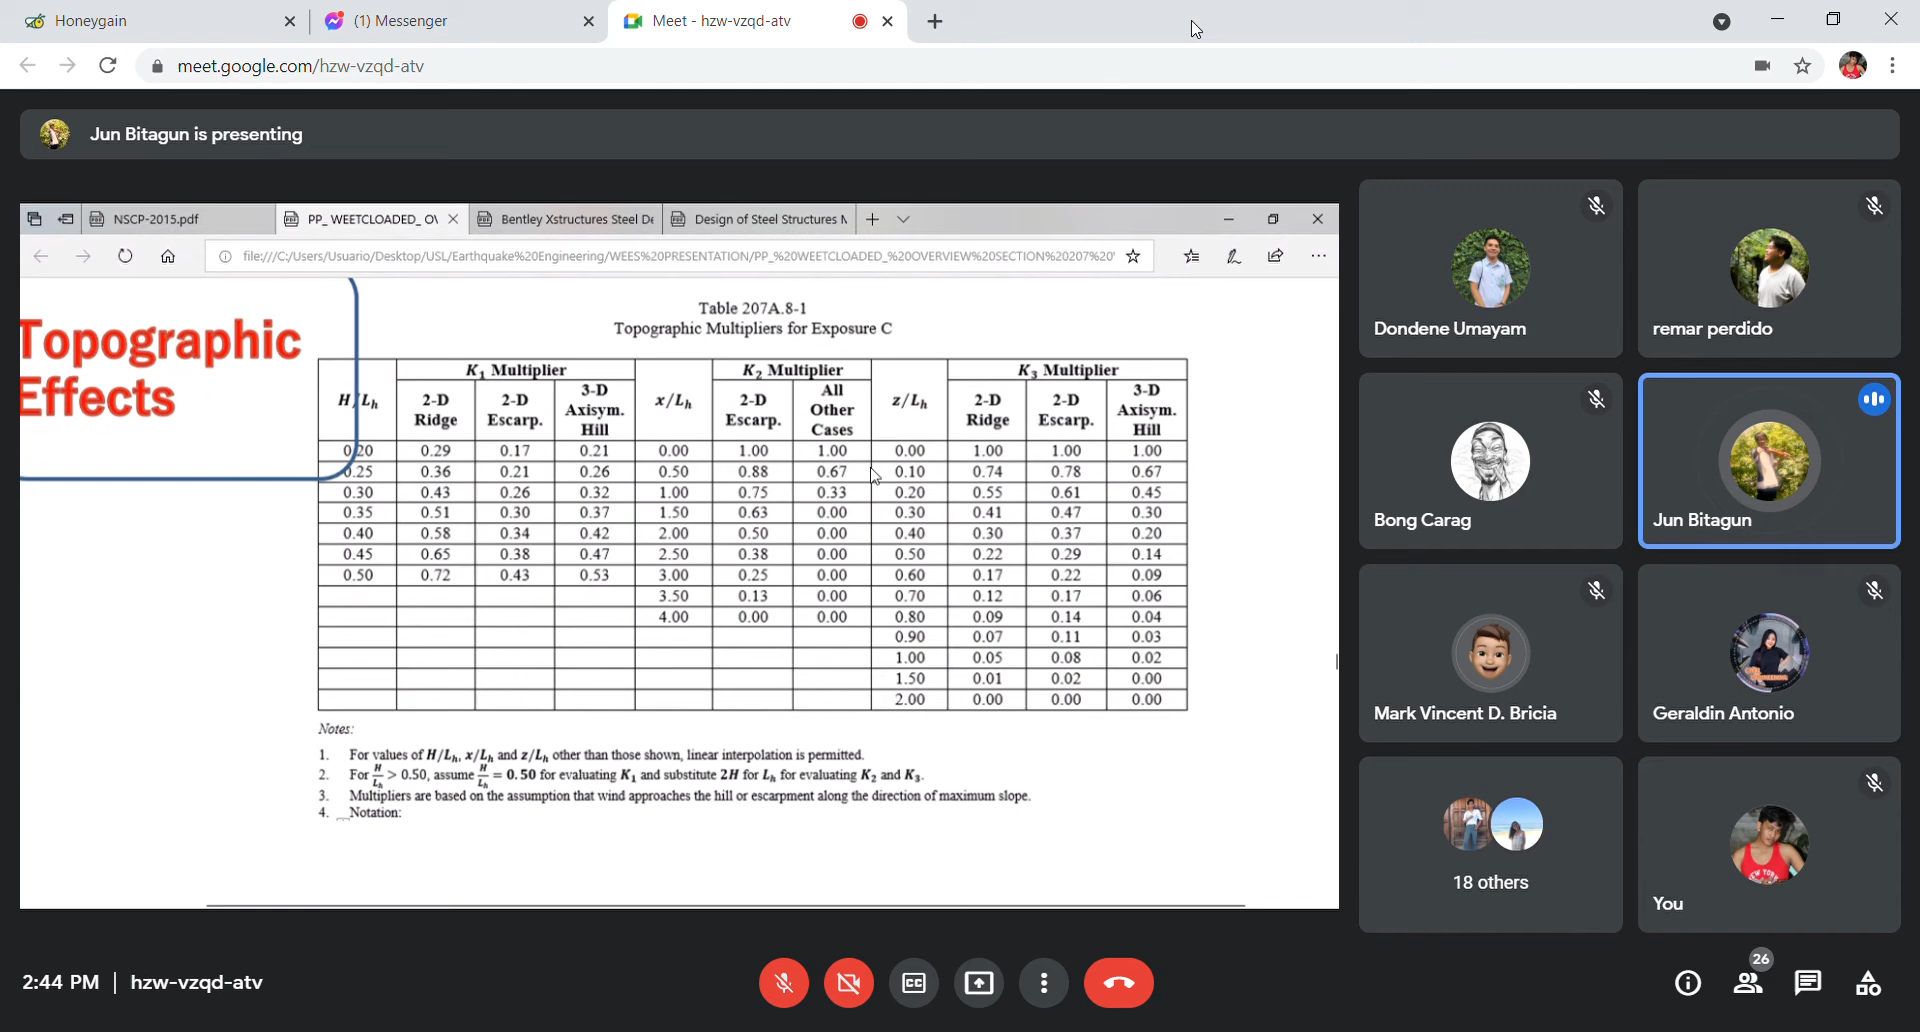 Honeygain
(1) Messenger
Meet - hzw-vzqd-atv
meet.google.com/hzw-vzqd-atv
Jun Bitagun is presenting
NSCP-2015.pdf
PP_ WEETCLOADED_ O
Bentley Xstructures Steel De
Design of Steel Structures
file:///C:/Users/Usuario/Desktop/USL/Earthquake%20Engineering/WEES%20PRESENTATION/PP_%20WEETCLOADED_%20OVERVIEW%20SECTION%20207%20'
Topographic
Effects
Table 207A.8-1
Topographic Multipliers for Exposure C
H/Lh K1 Multiplier x/Lh K2 Multiplier z/Lh K3 Multiplier
2-D Ridge 2-D Escarp. 3-D Axisym. Hill 2-D Escarp. All Other Cases 2-D Ridge 2-D Escarp. 3-D Axisym. Hill
0.20 0.29 0.17 0.21 0.00 1.00 1.00 0.00 1.00 1.00 1.00
0.25 0.36 0.21 0.26 0.50 0.88 0.67 0.10 0.74 0.78 0.67
0.30 0.43 0.26 0.32 1.00 0.75 0.33 0.20 0.55 0.61 0.45
0.35 0.51 0.30 0.37 1.50 0.63 0.00 0.30 0.41 0.47 0.30
0.40 0.58 0.34 0.42 2.00 0.50 0.00 0.40 0.30 0.37 0.20
0.45 0.65 0.38 0.47 2.50 0.38 0.00 0.50 0.22 0.29 0.14
0.50 0.72 0.43 0.53 3.00 0.25 0.00 0.60 0.17 0.22 0.09
3.50 0.13 0.00 0.70 0.12 0.17 0.06
4.00 0.00 0.00 0.80 0.09 0.14 0.04
0.90 0.07 0.11 0.03
1.00 0.05 0.08 0.02
1.50 0.01 0.02 0.00
2.00 0.00 0.00 0.00
Notes:
1. For values of H/Lh, x/Lh and z/Lh other than those shown, linear interpolation is permitted.
2. For H/Lh > 0.50, assume H/Lh = 0.50 for evaluating K1 and substitute 2H for Lh for evaluating K2 and K3.
3. Multipliers are based on the assumption that wind approaches the hill or escarpment along the direction of maximum slope.
4. Notation:
Dondene Umayam
remar perdido
Bong Carag
Jun Bitagun
Mark Vincent D. Bricia
Geraldin Antonio
18 others
NEW YORK
You
2:44 PM | hzw-vzqd-atv
CC
26